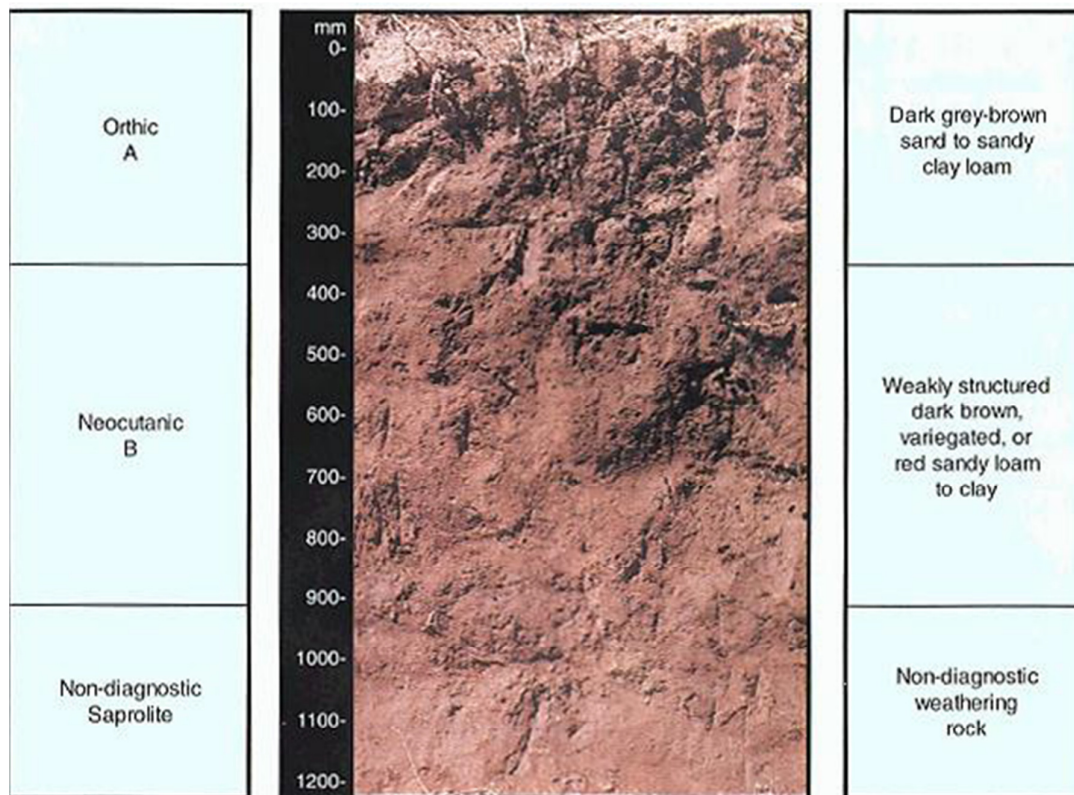 Orthic
A
Neocutanic
B
Non-diagnostic
Saprolite
mm
0-
100-
200-
300-
400-
500-
600-
700-
800-
900-
1000-
1100-
1200-
Dark grey-brown
sand to sandy
clay loam
Weakly structured
dark brown,
variegated, or
red sandy loam
to clay
Non-diagnostic
weathering
rock